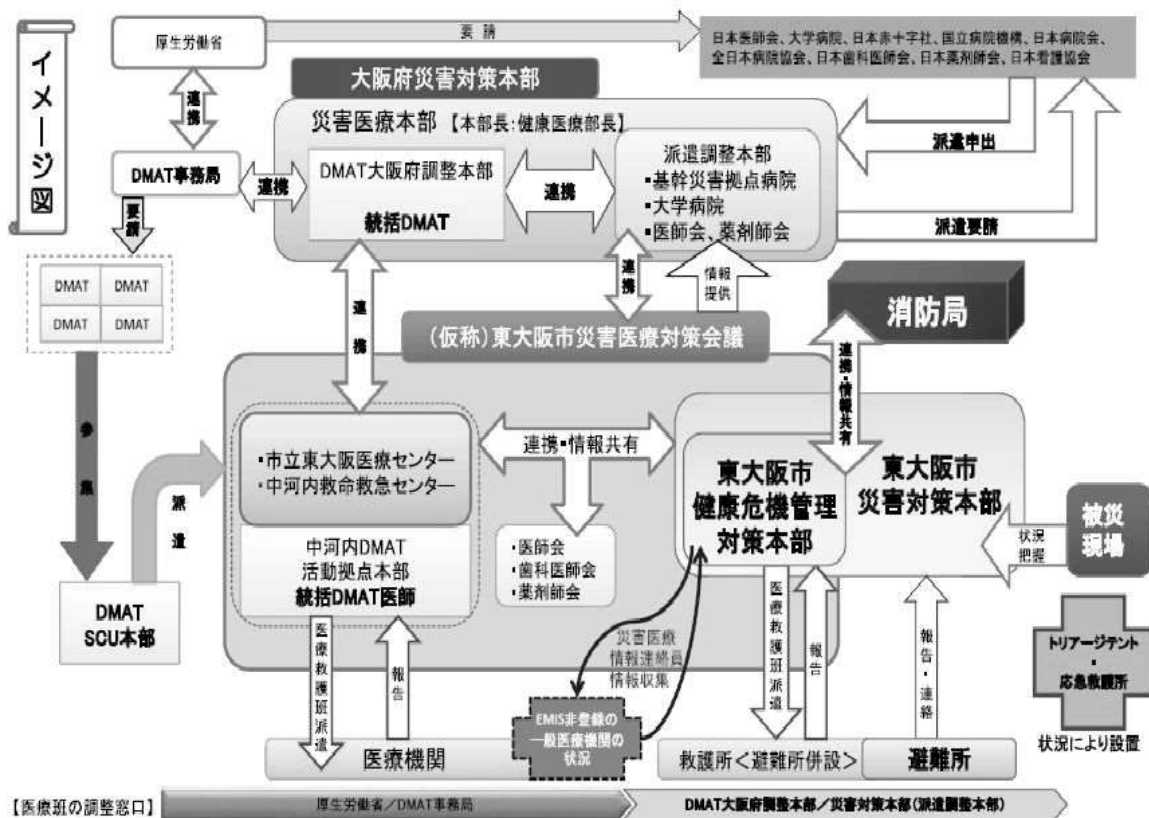 イメージ図
厚生労働省
要 請
日本医師会、大学病院、日本赤十字社、国立病院機構、日本病院会、
全日本病院協会、日本歯科医師会、日本薬剤師会、日本看護協会
連携
大阪府災害対策本部
災害医療本部 【本部長:健康医療部長】
派遣申出
DMAT事務局
連携
DMAT大阪府調整本部
統括DMAT
連携
派遣調整本部
▪基幹災害拠点病院
▪大学病院
▪医師会、薬剤師会
派遣要請
要請
DMAT DMAT
DMAT DMAT
連 携
連携
情報
提供
消防局
(仮称)東大阪市災害医療対策会議
連携・情報共有
参 集
派 遣
・市立東大阪医療センター
・中河内救命救急センター
連携・情報共有
東大阪市
健康危機管理
対策本部
東大阪市
災害対策本部
被災
現場
状況
把握
中河内DMAT
活動拠点本部
統括DMAT医師
・医師会
・歯科医師会
・薬剤師会
DMAT
SCU本部
医療救護班派遣
報告
災害医療
情報連絡員
情報収集
医療救護班派遣
報告
報告・連絡
トリアージテント
・
応急救護所
状況により設置
EMIS非登録の
一般医療機関の
状況
医療機関
救護所<避難所併設>
避難所
【医療班の調整窓口】
厚生労働省/DMAT事務局
DMAT大阪府調整本部/災害対策本部(派遣調整本部)